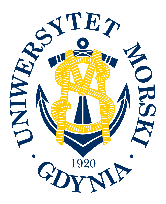 UNIWERSYTET MORSKI
1920
· GDYNIA ·